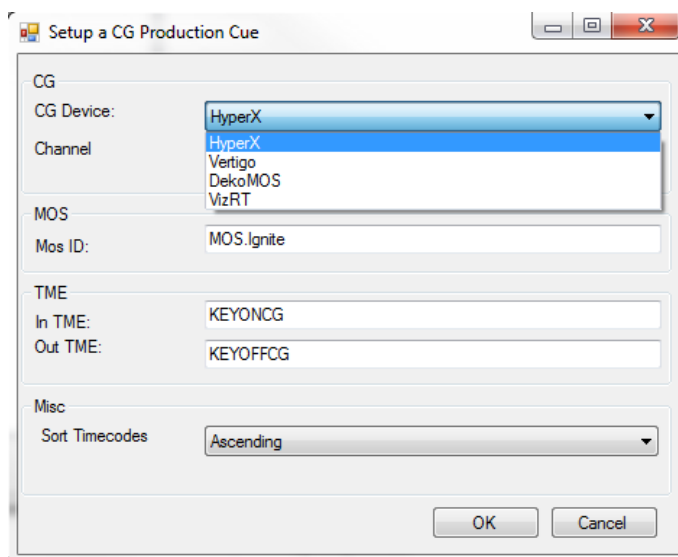 Setup a CG Production Cue
CG
CG Device:
HyperX
Channel
HyperX
Vertigo
DekoMOS
VizRT
MOS
Mos ID:
MOS.Ignite
TME
In TME:
KEYONCG
Out TME:
KEYOFFCG
Misc
Sort Timecodes
Ascending
OK
Cancel